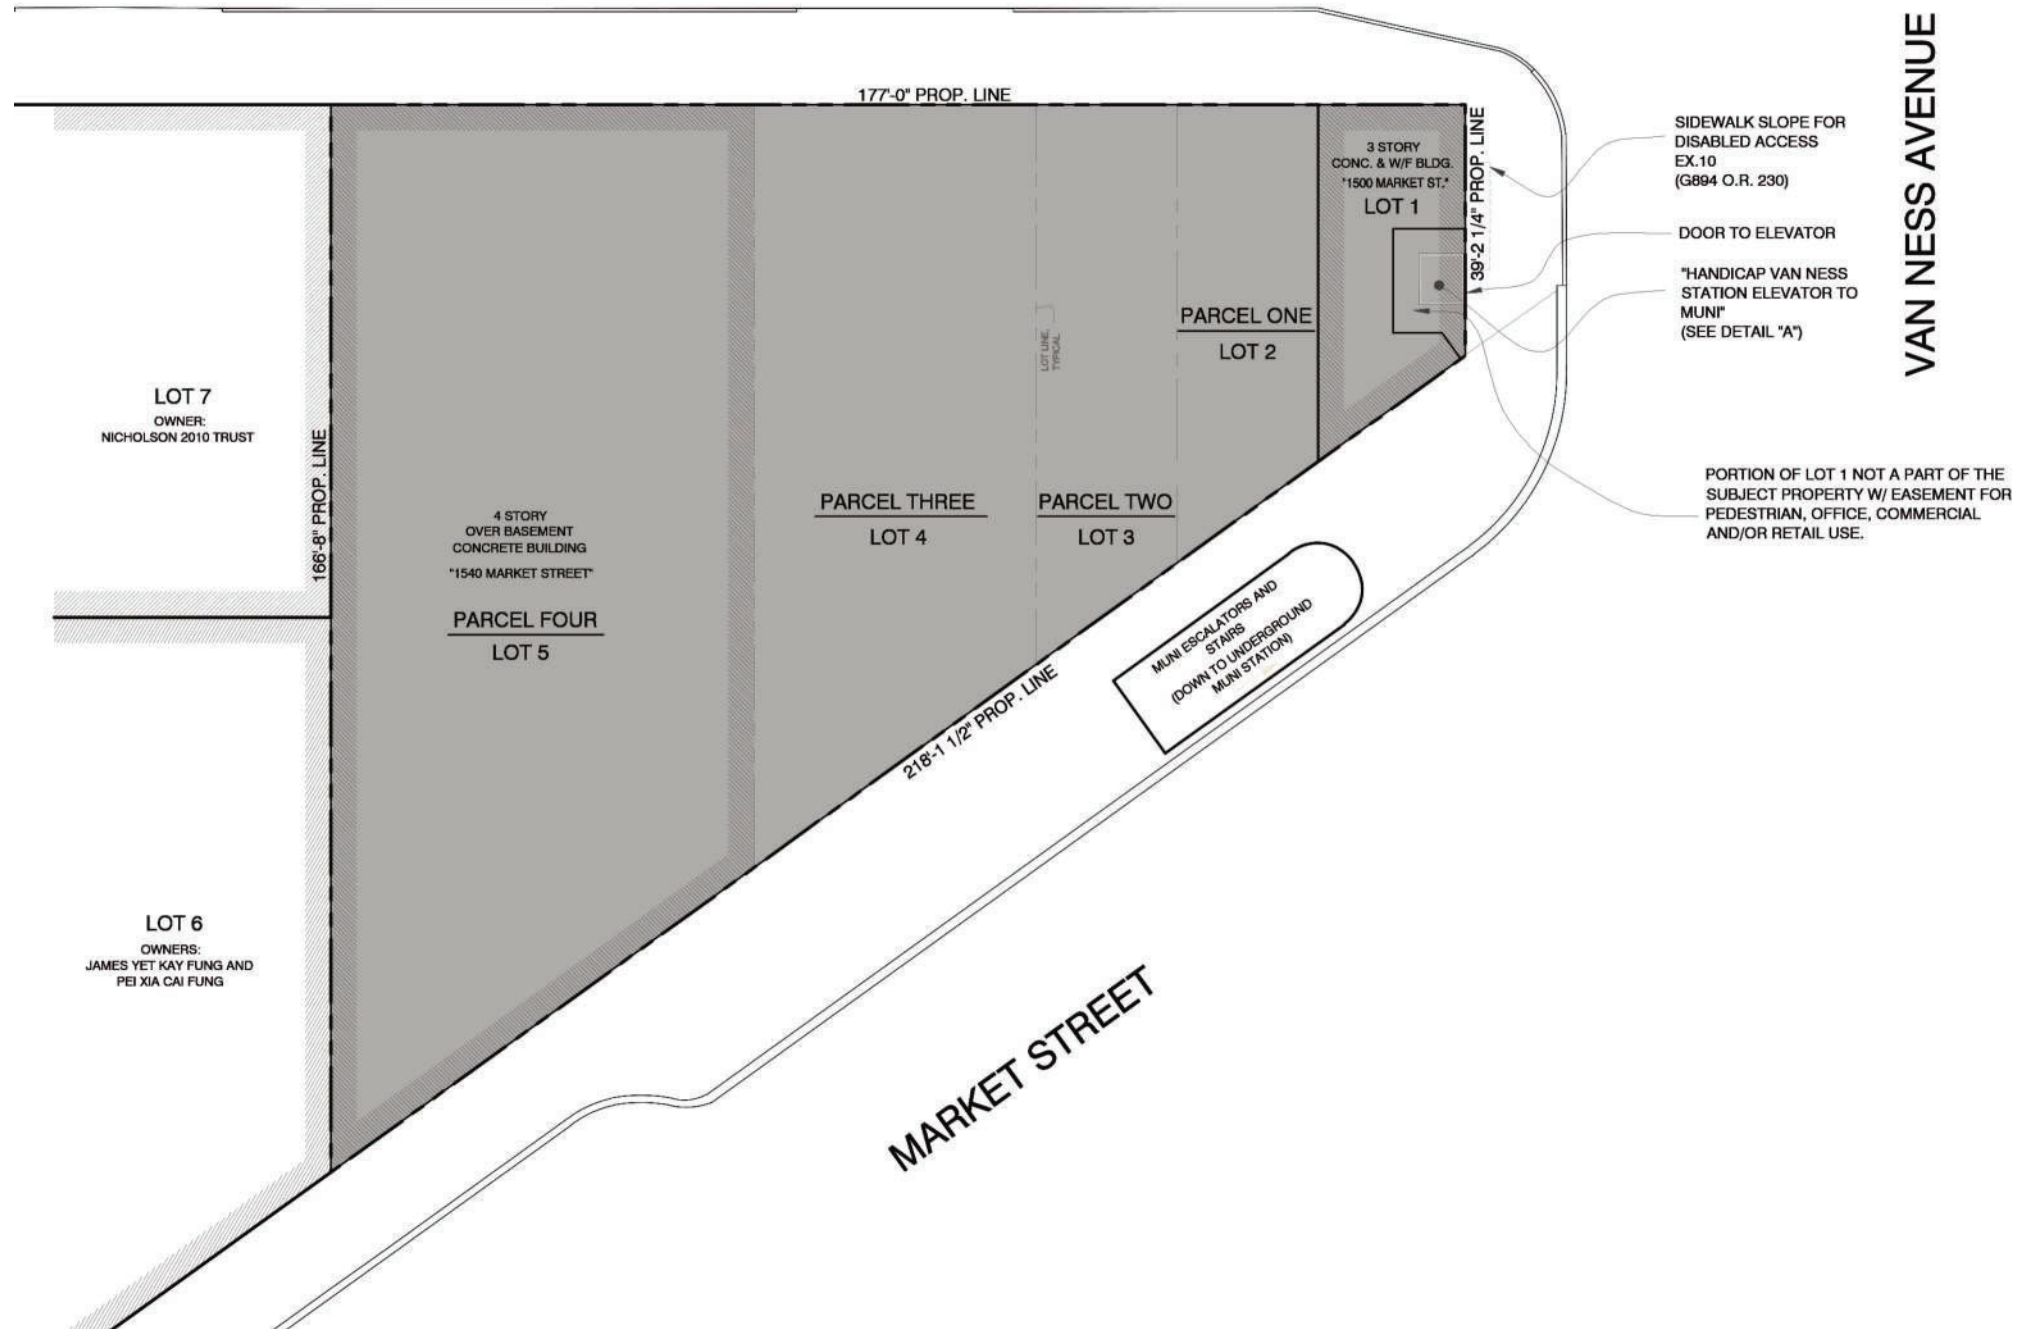 177'-0" PROP. LINE
VAN NESS AVENUE
39'-2 1/4" PROP. LINE
3 STORY
CONC. & W/F BLDG.
"1500 MARKET ST."
LOT 1
SIDEWALK SLOPE FOR
DISABLED ACCESS
EX.10
(G894 O.R. 230)
DOOR TO ELEVATOR
"HANDICAP VAN NESS
STATION ELEVATOR TO
MUNI"
(SEE DETAIL "A")
PARCEL ONE
LOT 2
LOT LINE,
TYPICAL
LOT 7
OWNER:
NICHOLSON 2010 TRUST
166'-8" PROP. LINE
4 STORY
OVER BASEMENT
CONCRETE BUILDING
"1540 MARKET STREET"
PARCEL FOUR
LOT 5
PARCEL THREE
LOT 4
PARCEL TWO
LOT 3
PORTION OF LOT 1 NOT A PART OF THE
SUBJECT PROPERTY W/ EASEMENT FOR
PEDESTRIAN, OFFICE, COMMERCIAL
AND/OR RETAIL USE.
MUNI ESCALATORS AND
STAIRS
(DOWN TO UNDERGROUND
MUNI STATION)
218'-1 1/2" PROP. LINE
LOT 6
OWNERS:
JAMES YET KAY FUNG AND
PEI XIA CAI FUNG
MARKET STREET